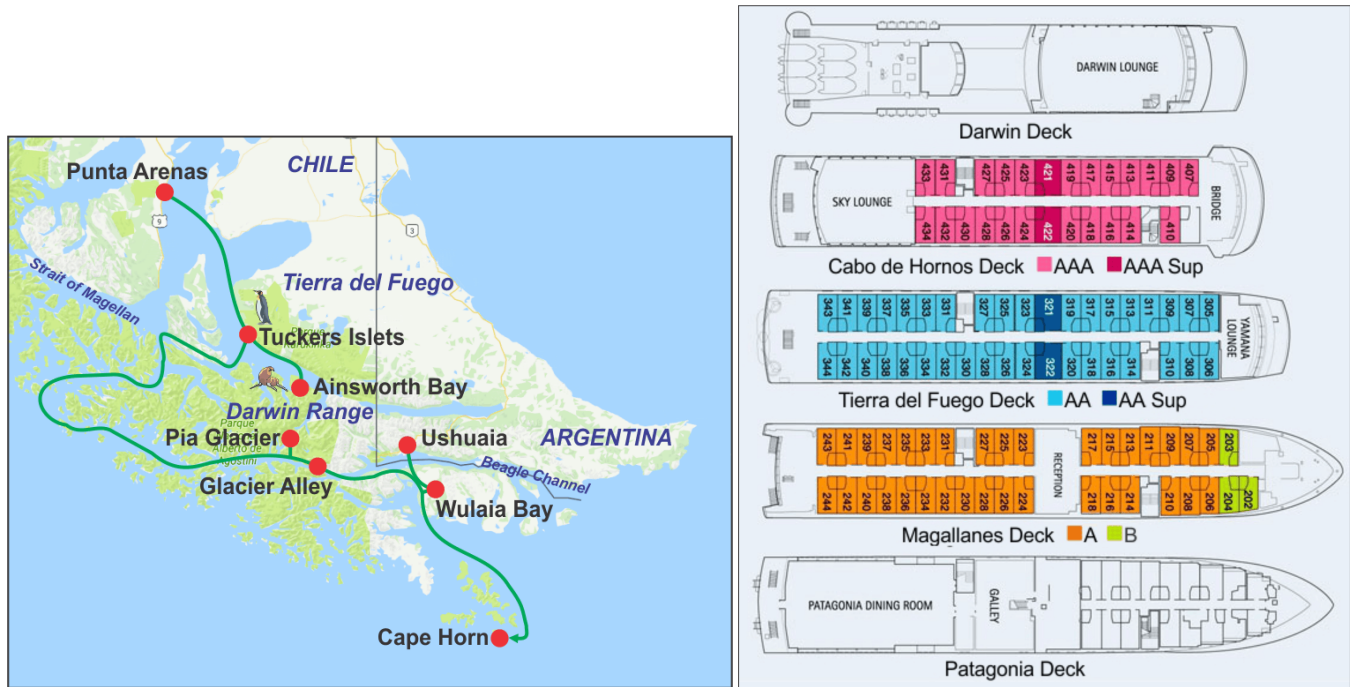 Punta Arenas
CHILE
9
3
Strait of Magellan
Tierra del Fuego
Tuckers Islets
Ainsworth Bay
Darwin Range
Parque
Alberto de
Agostini
Pia Glacier
Ushuaia
ARGENTINA
Glacier Alley
Beagle Channel
Wulaia Bay
Cape Horn
DARWIN LOUNGE
Darwin Deck
433 431 427 425 423 421 419 417 415 413 411 409 407
SKY LOUNGE
BRIDGE
434 432 430 428 426 424 422 420 418 416 414 410
Cabo de Hornos Deck AAA AAA Sup
343 341 339 337 335 333 331 327 325 323 321 319 317 315 313 311 309 307 305
YAMANA
LOUNGE
344 342 340 338 336 334 332 330 328 326 324 322 320 318 316 314 310 308 306
Tierra del Fuego Deck AA AA Sup
243 241 239 237 235 233 231 227 225 223 217 215 213 211 209 207 205 203
RECEPTION
244 242 240 238 236 234 232 230 228 226 224 218 216 214 210 208 206 204 202
Magallanes Deck A B
PATAGONIA DINING ROOM
GALLEY
Patagonia Deck